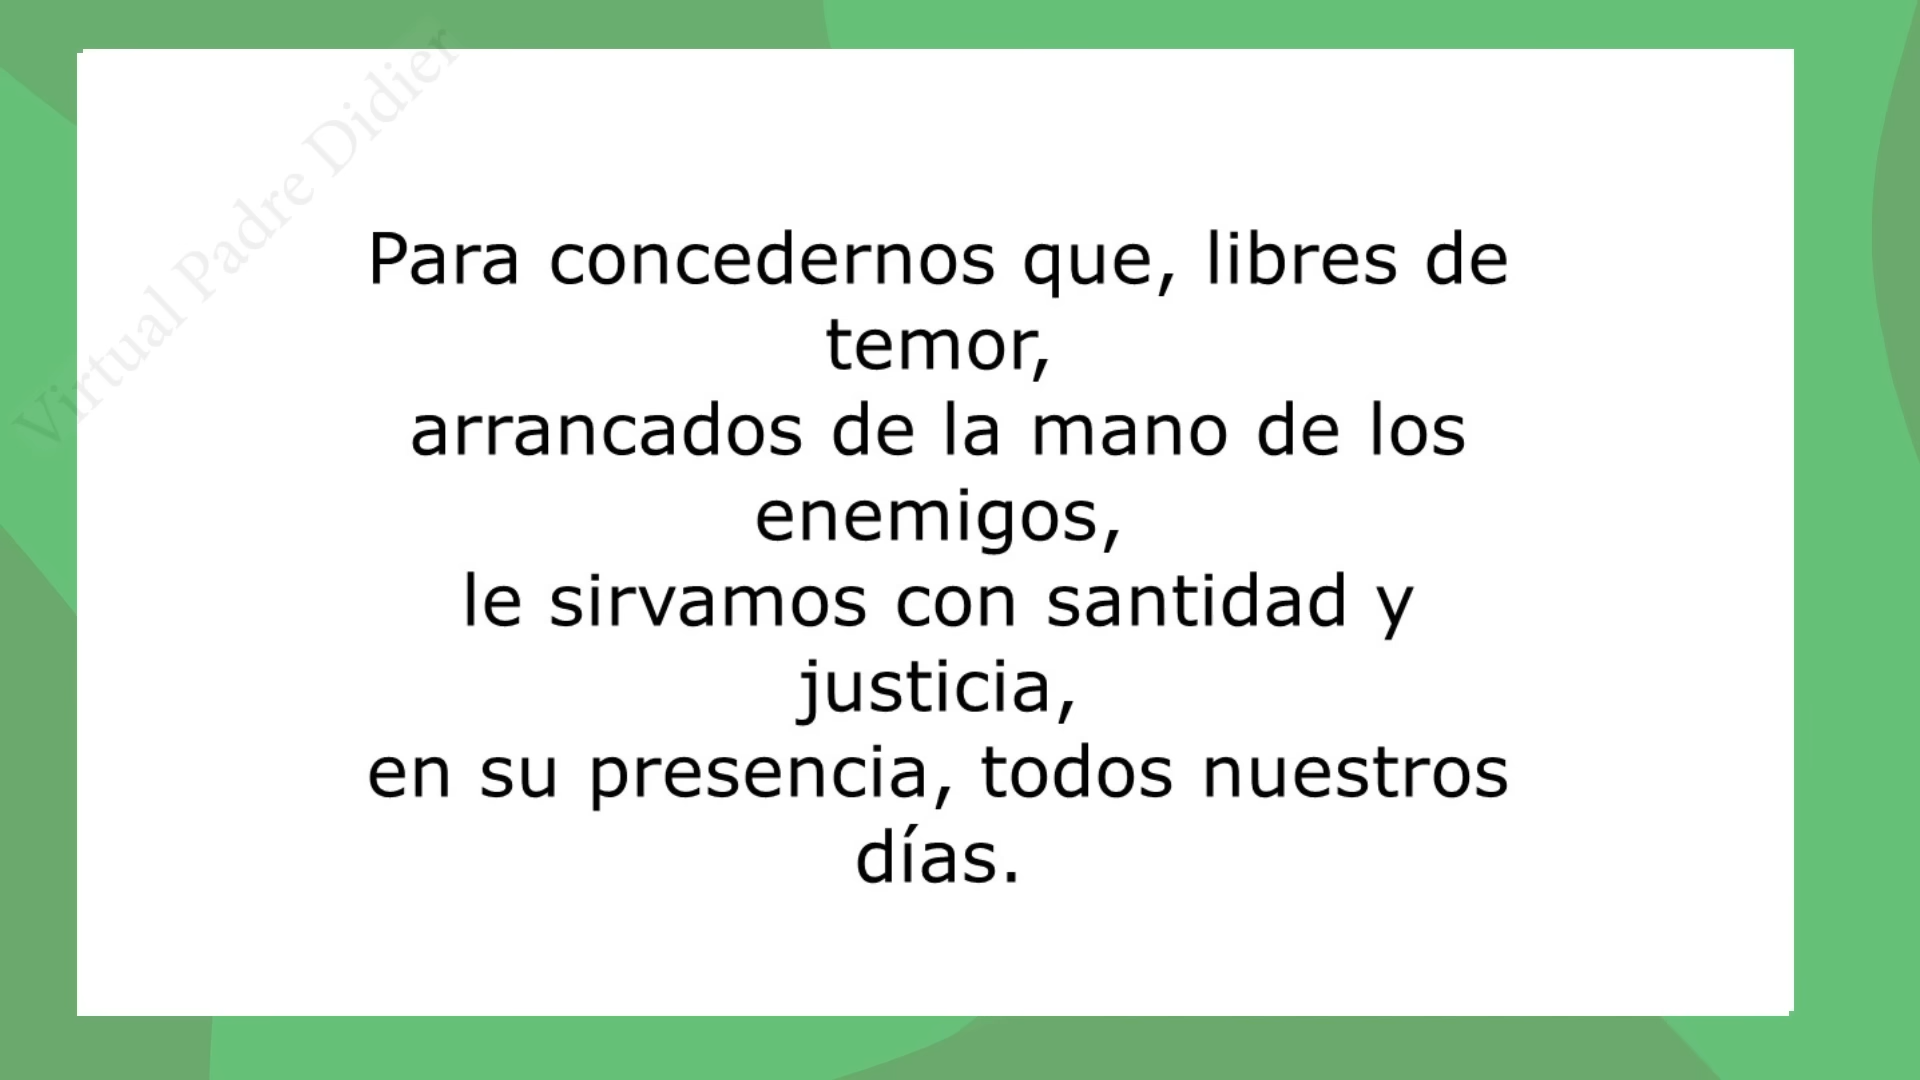 Virtual Padre Didier
Para concedernos que, libres de
temor,
arrancados de la mano de los
enemigos,
le sirvamos con santidad y
justicia,
en su presencia, todos nuestros
días.